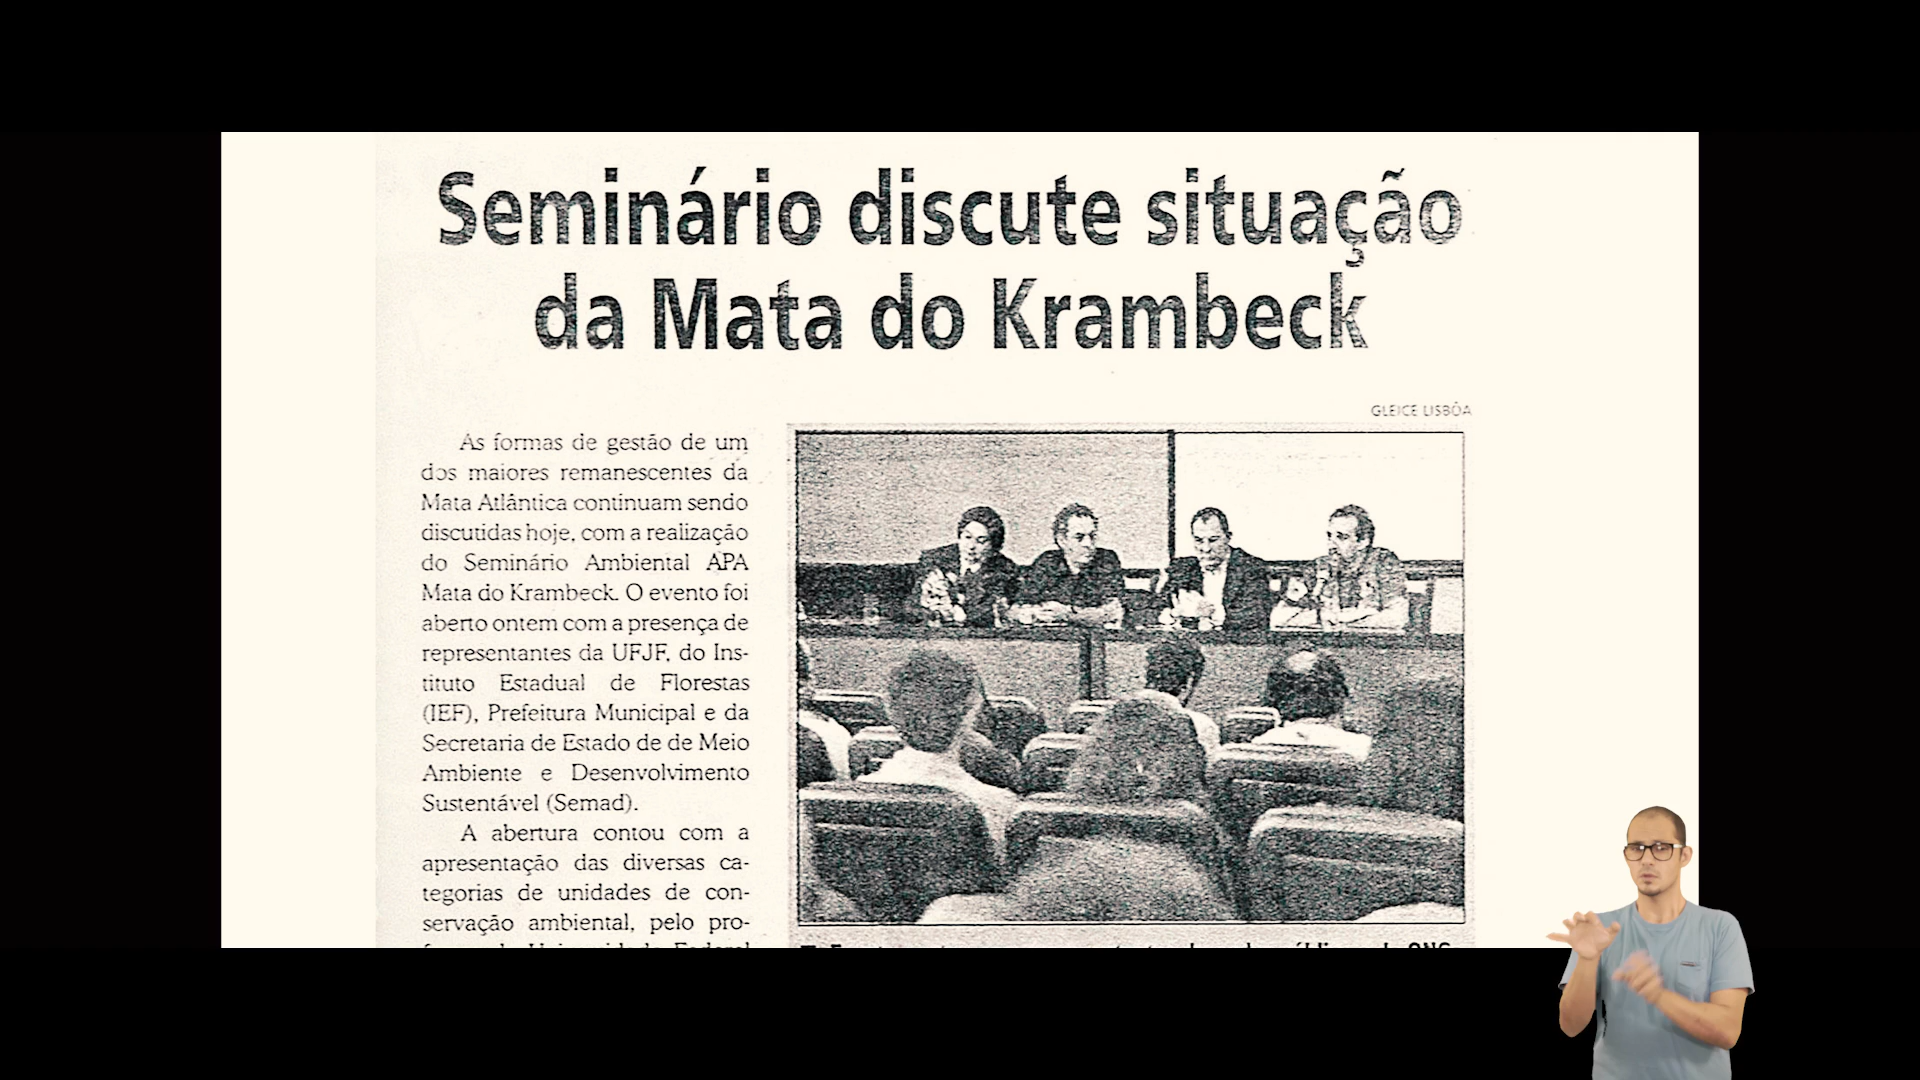 Seminário discute situação
da Mata do Krambeck
GLEICE LISBÔA
As formas de gestão de um
dos maiores remanescentes da
Mata Atlântica continuam sendo
discutidas hoje, com a realização
do Seminário Ambiental APA
Mata do Krambeck. O evento foi
aberto ontem com a presença de
representantes da UFJF, do Ins-
tituto Estadual de Florestas
(IEF), Prefeitura Municipal e da
Secretaria de Estado de de Meio
Ambiente e Desenvolvimento
Sustentável (Semad).
A abertura contou com a
apresentação das diversas ca-
tegorias de unidades de con-
servação ambiental, pelo pro-